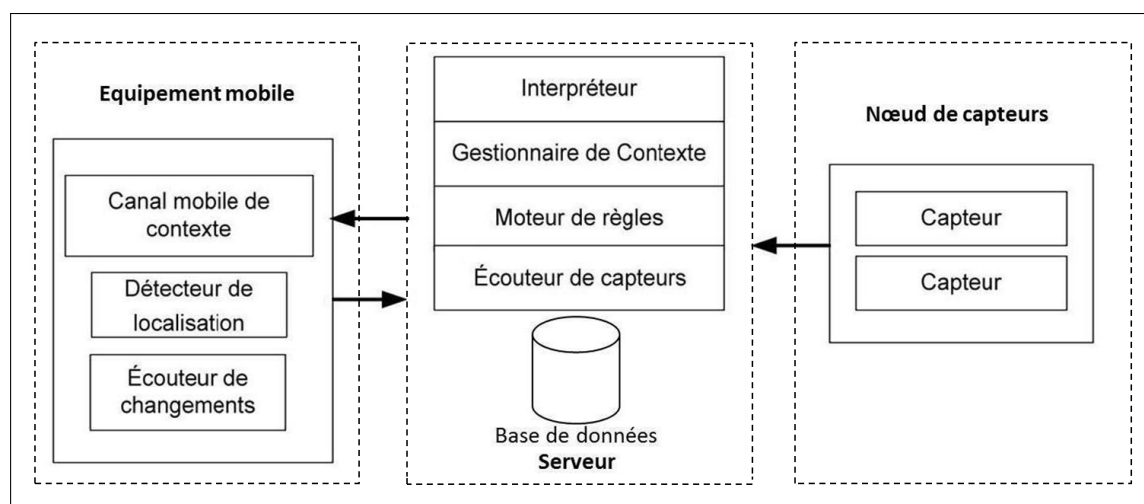 Equipement mobile
Canal mobile de
contexte
Détecteur de
localisation
Écouteur de
changements
Interpréteur
Gestionnaire de Contexte
Moteur de règles
Écouteur de capteurs
Base de données
Serveur
Nœud de capteurs
Capteur
Capteur